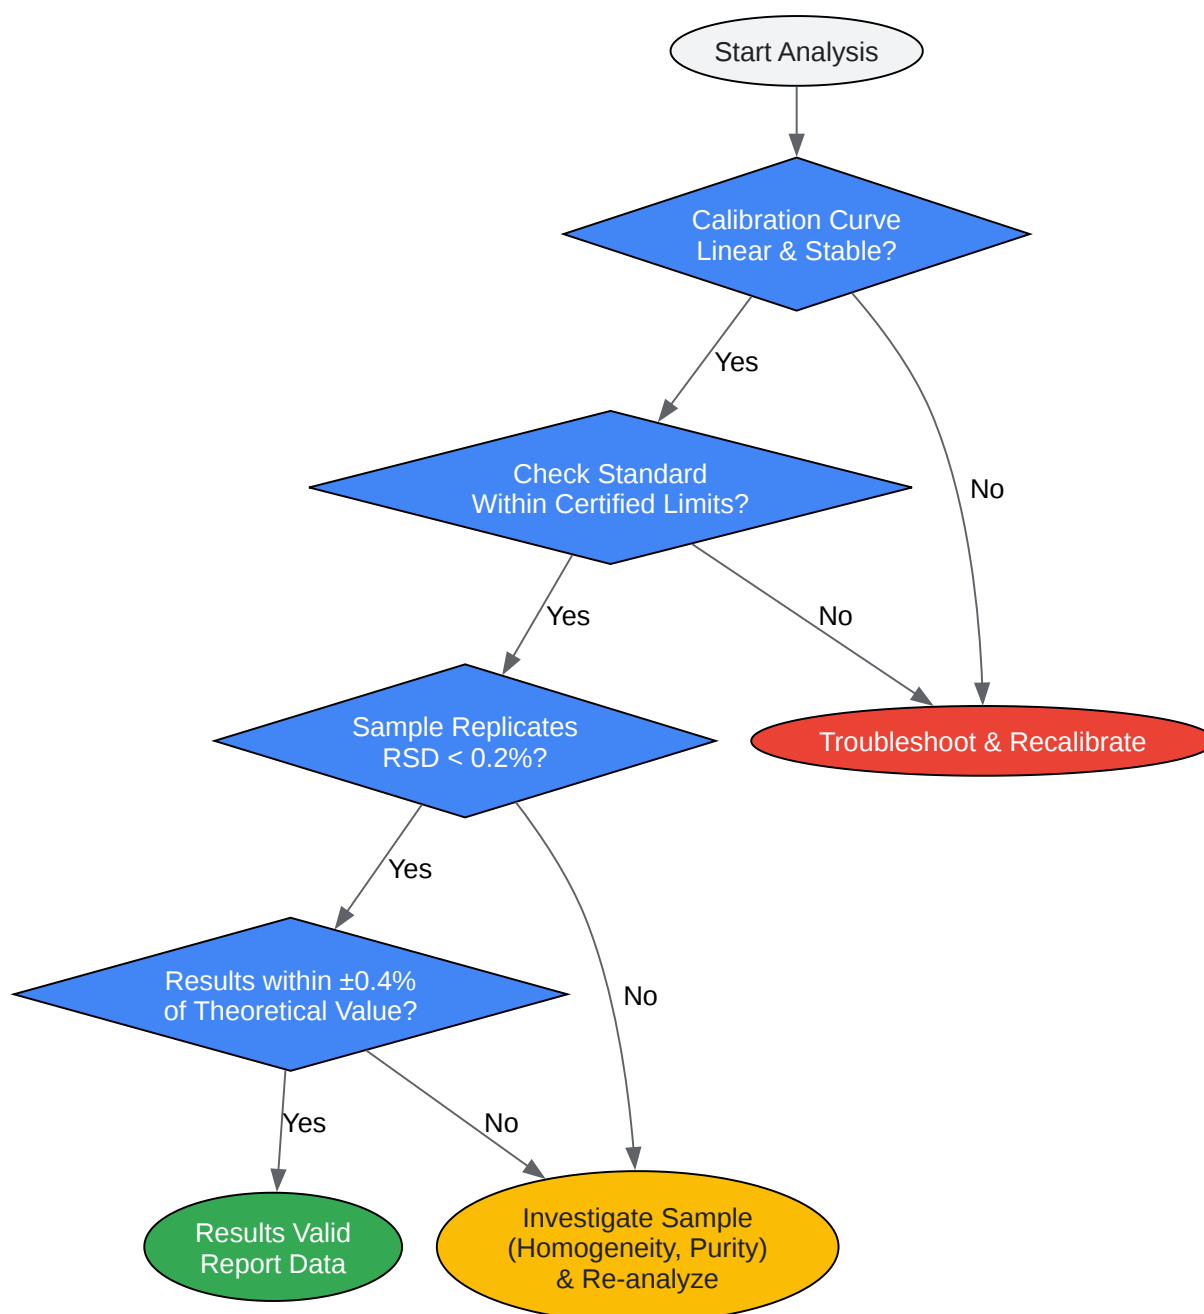 Start Analysis
Calibration Curve
Linear & Stable?
Yes
No
Check Standard
Within Certified Limits?
Yes
No
Sample Replicates
RSD < 0.2%?
Troubleshoot & Recalibrate
Yes
No
Results within ±0.4%
of Theoretical Value?
Yes
No
Results Valid
Report Data
Investigate Sample
(Homogeneity, Purity)
& Re-analyze